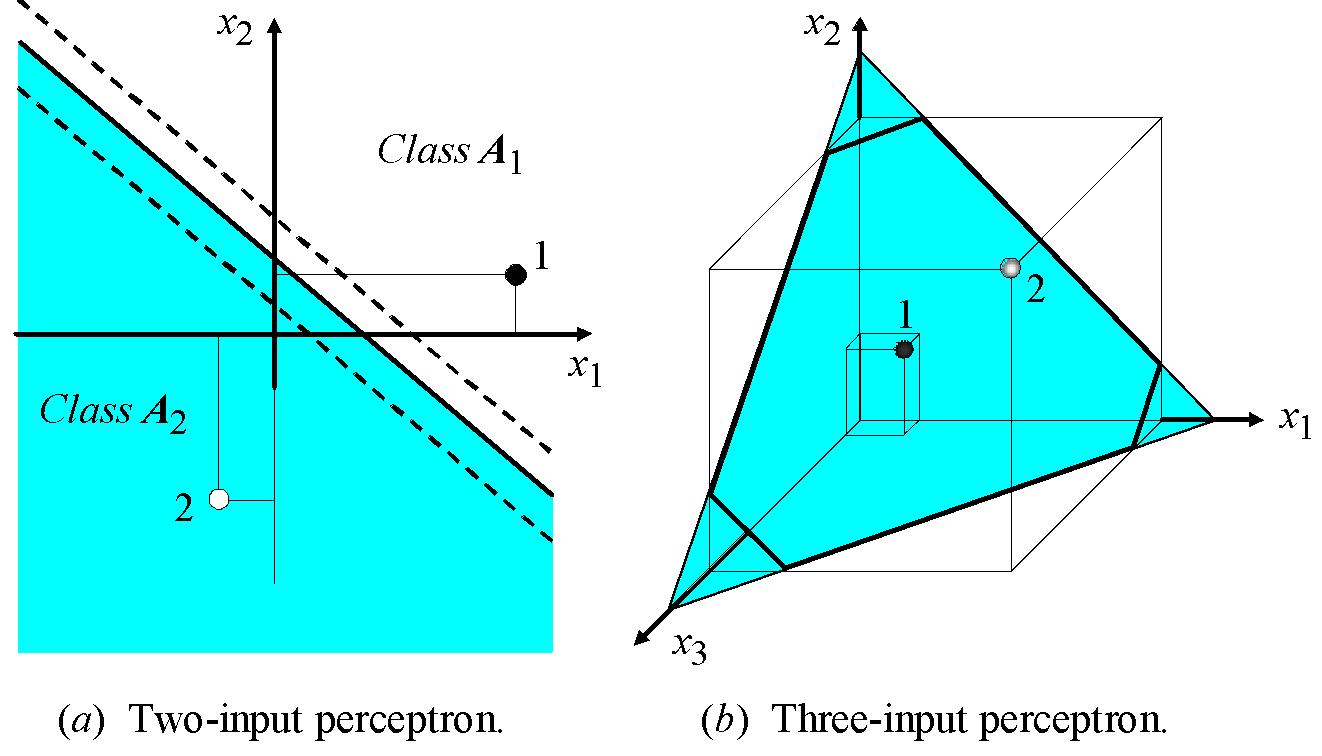 x2
Class A1
1
x1
Class A2
2
(a) Two-input perceptron.
x2
1
2
x1
x3
(b) Three-input perceptron.